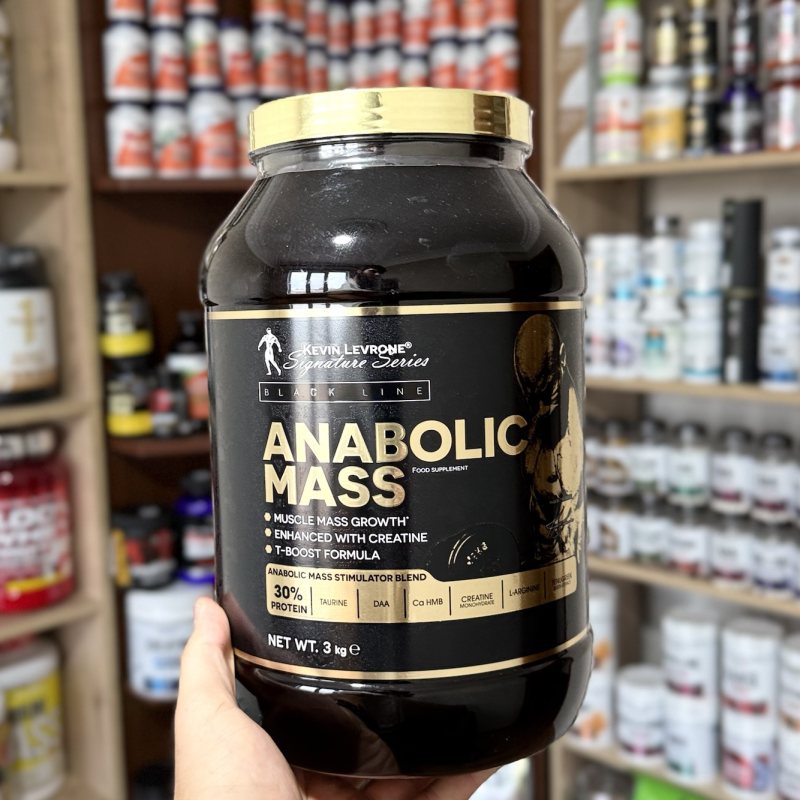 KEVIN LEVRONE®
Signature Series
BLACK LINE
ANABOLIC
MASS
FOOD SUPPLEMENT
MUSCLE MASS GROWTH*
ENHANCED WITH CREATINE
T-BOOST FORMULA
ANABOLIC MASS STIMULATOR BLEND
30%
PROTEIN
TAURINE
DAA
Ca HMB
CREATINE
MONOHYDRATE
L-ARGININE
FENUGREEK
NET WT. 3 kg e